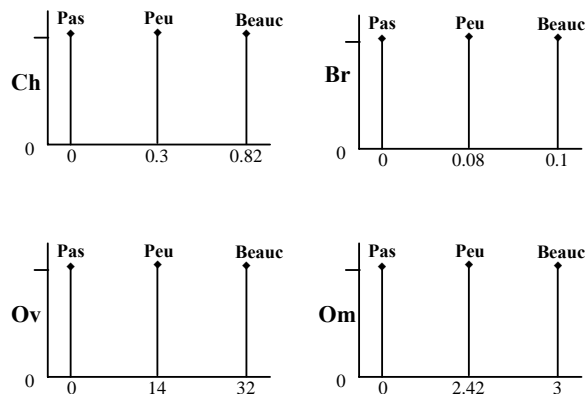 Pas Peu Beauc
Ch
0
0 0.3 0.82
Pas Peu Beauc
Br
0
0 0.08 0.1
Pas Peu Beauc
Ov
0
0 14 32
Pas Peu Beauc
Om
0
0 2.42 3